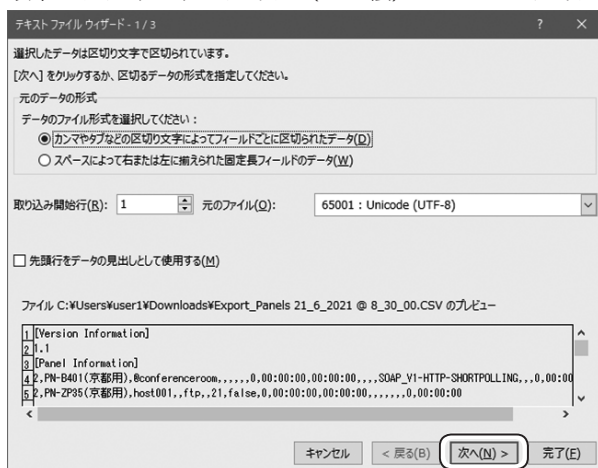 テキスト ファイル ウィザード - 1 / 3 ? ×
選択したデータは区切り文字で区切られています。
[次へ] をクリックするか、区切るデータの形式を指定してください。
元のデータの形式
データのファイル形式を選択してください：
カンマやタブなどの区切り文字によってフィールドごとに区切られたデータ(D)
スペースによって右または左に揃えられた固定長フィールドのデータ(W)
取り込み開始行(R): 1 元のファイル(O): 65001 : Unicode (UTF-8)
先頭行をデータの見出しとして使用する(M)
ファイル C:¥Users¥user1¥Downloads¥Export_Panels 21_6_2021 @ 8_30_00.CSV のプレビュー
1 [Version Information]
2 1.1
3 [Panel Information]
4 2,PN-B401(京都用),@conferenceroom,,,,,,0,00:00:00,00:00:00,,,,SOAP_V1-HTTP-SHORTPOLLING,,,0,00:00
5 2,PN-ZP35(京都用),host001,,ftp,,21,false,0,00:00:00,00:00:00,,,,,,,0,00:00:00
キャンセル < 戻る(B) 次へ(N) > 完了(F)